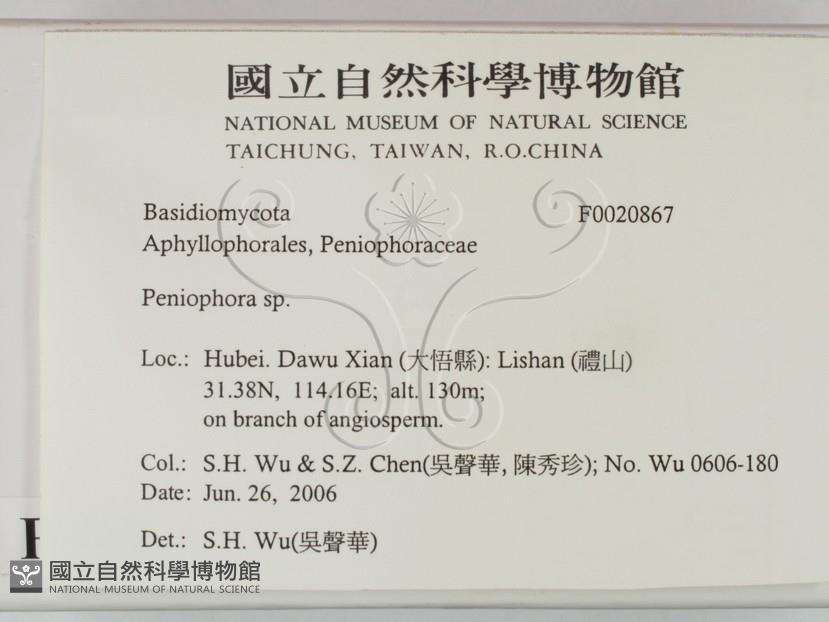 國立自然科學博物館
NATIONAL MUSEUM OF NATURAL SCIENCE
TAICHUNG, TAIWAN, R.O.CHINA
Basidiomycota F0020867
Aphyllophorales, Peniophoraceae
Peniophora sp.
Loc.: Hubei. Dawu Xian (大悟縣): Lishan (禮山)
31.38N, 114.16E; alt. 130m;
on branch of angiosperm.
Col.: S.H. Wu & S.Z. Chen(吳聲華, 陳秀珍); No. Wu 0606-180
Date: Jun. 26, 2006
Det.: S.H. Wu(吳聲華)
國立自然科學博物館
NATIONAL MUSEUM OF NATURAL SCIENCE